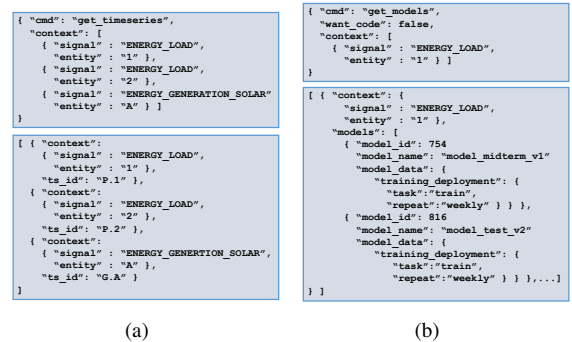 { “cmd”: “get_timeseries”,
“context”: [
{ “signal” : “ENERGY_LOAD”,
“entity” : “1” },
{ “signal” : “ENERGY_LOAD”,
“entity” : “2” },
{ “signal” : “ENERGY_GENERATION_SOLAR”
“entity” : “A” } ]
}
[ { “context”:
{ “signal” : “ENERGY_LOAD”,
“entity” : “1” },
“ts_id”: “P.1” },
{ “context”:
{ “signal” : “ENERGY_LOAD”,
“entity” : “2” },
“ts_id”: “P.2” },
{ “context”:
{ “signal” : “ENERGY_GENERTION_SOLAR”,
“entity” : “A” },
“ts_id”: “G.A” }
]
(a)
{ “cmd”: “get_models”,
“want_code”: false,
“context”: [
{ “signal” : “ENERGY_LOAD”,
“entity” : “1” } ]
}
[ { “context”: {
“signal” : “ENERGY_LOAD”,
“entity” : “1” },
“models”: [
{ “model_id”: 754
“model_name”: “model_midterm_v1”
“model_data”: {
“training_deployment”: {
“task”:”train”,
“repeat”:”weekly” } } },
{ “model_id”: 816
“model_name”: “model_test_v2”
“model_data”: {
“training_deployment”: {
“task”:”train”,
“repeat”:”weekly” } } },...]
} ]
(b)